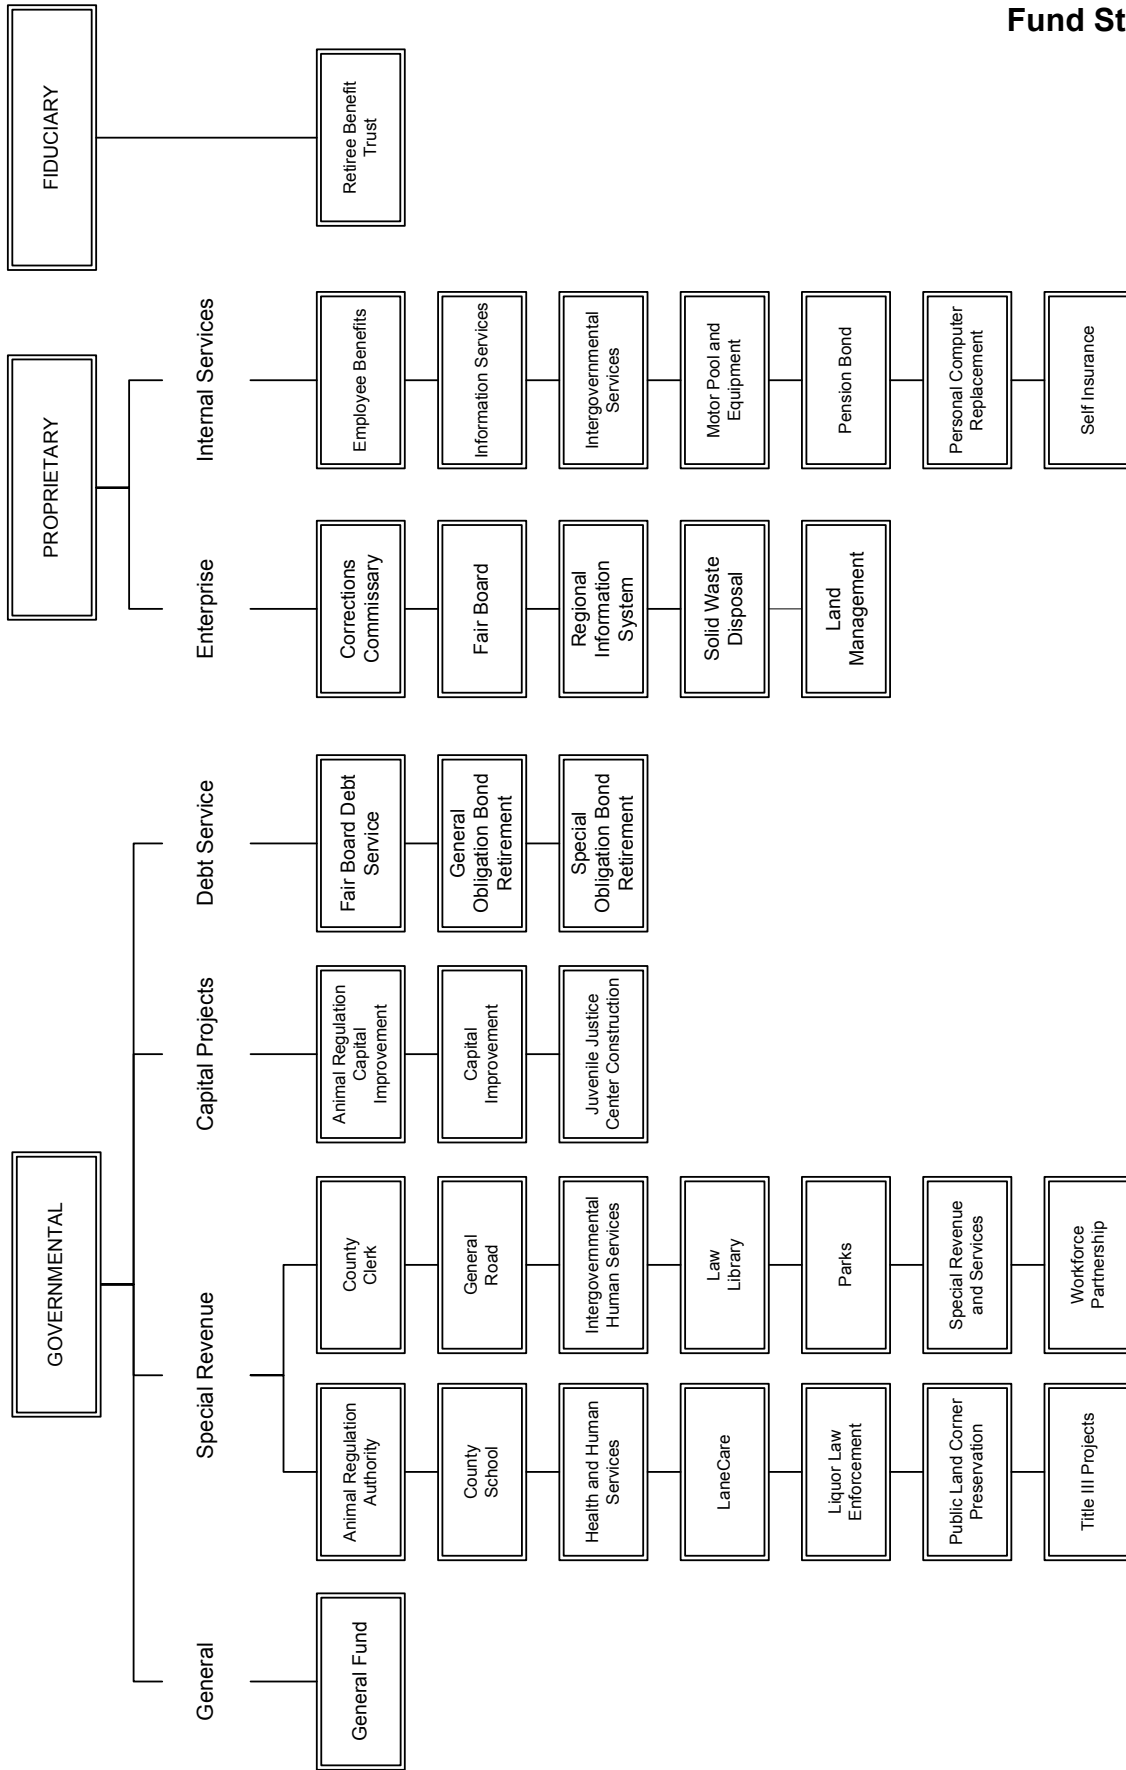 Fund St
GOVERNMENTAL
General
General Fund
Special Revenue
Animal Regulation
Authority
County
School
Health and Human
Services
LaneCare
Liquor Law
Enforcement
Public Land Corner
Preservation
Title III Projects
County
Clerk
General
Road
Intergovernmental
Human Services
Law
Library
Parks
Special Revenue
and Services
Workforce
Partnership
Capital Projects
Animal Regulation
Capital
Improvement
Capital
Improvement
Juvenile Justice
Center Construction
Debt Service
Fair Board Debt
Service
General
Obligation Bond
Retirement
Special
Obligation Bond
Retirement
PROPRIETARY
Enterprise
Corrections
Commissary
Fair Board
Regional
Information
System
Solid Waste
Disposal
Land
Management
Internal Services
Employee Benefits
Information Services
Intergovernmental
Services
Motor Pool and
Equipment
Pension Bond
Personal Computer
Replacement
Self Insurance
FIDUCIARY
Retiree Benefit
Trust